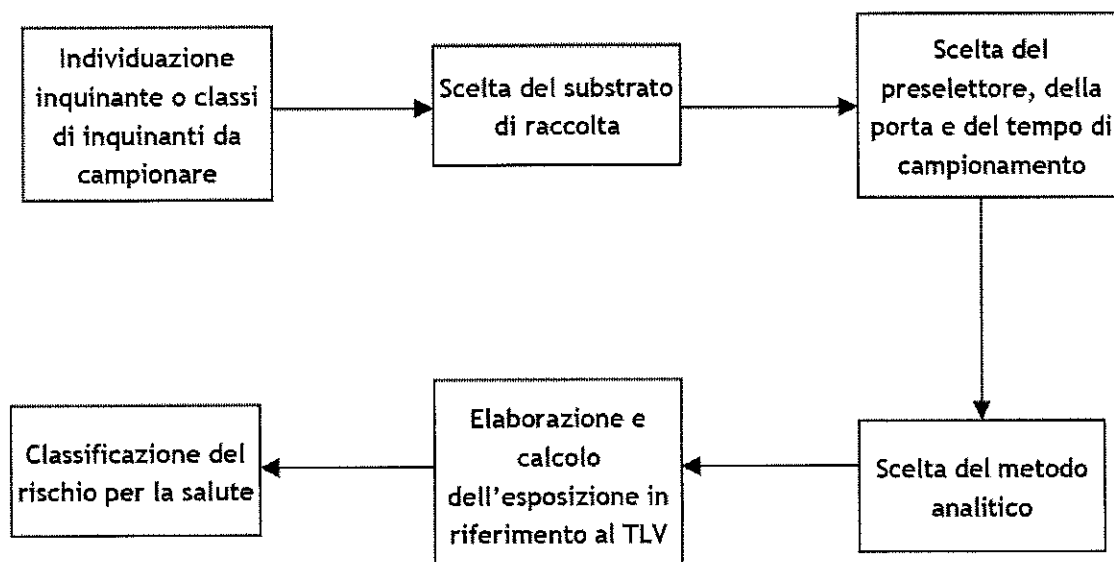 Individuazione
inquinante o classi
di inquinanti da
campionare
Scelta del substrato
di raccolta
Scelta del
preselettore, della
porta e del tempo di
campionamento
Scelta del metodo
analitico
Elaborazione e
calcolo
dell'esposizione in
riferimento al TLV
Classificazione del
rischio per la salute